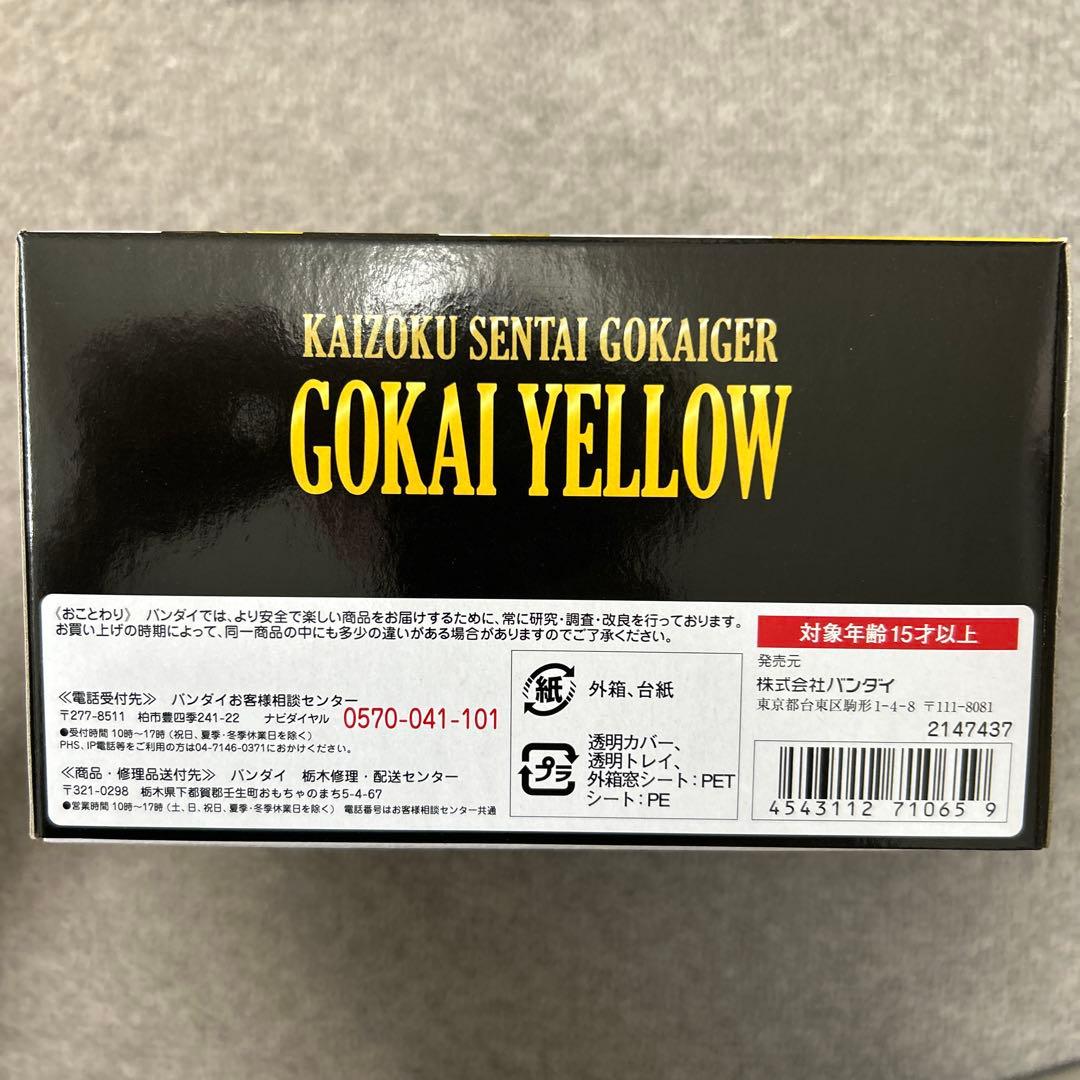 KAIZOKU SENTAI GOKAIGER
GOKAI YELLOW
《おことわり》 バンダイでは、より安全で楽しい商品をお届けするために、常に研究・調査・改良を行っております。
お買い上げの時期によって、同一商品の中にも多少の違いがある場合がありますのでご了承ください。
≪電話受付先≫ バンダイお客様相談センター
〒277-8511 柏市豊四季241-22 ナビダイヤル 0570-041-101
●受付時間 10時～17時(祝日、夏季・冬季休業日を除く)
PHS、IP電話等をご利用の方は04-7146-0371におかけください。
≪商品・修理品送付先≫ バンダイ 栃木修理・配送センター
〒321-0298 栃木県下都賀郡壬生町おもちゃのまち5-4-67
●営業時間 10時～17時(土、日、祝日、夏季・冬季休業日を除く) 電話番号はお客様相談センター共通
紙 外箱、台紙
プラ 透明カバー、
透明トレイ、
外箱窓シート:PET
シート:PE
対象年齢15才以上
発売元
株式会社バンダイ
東京都台東区駒形1-4-8 〒111-8081
2147437
4543112 71065 9